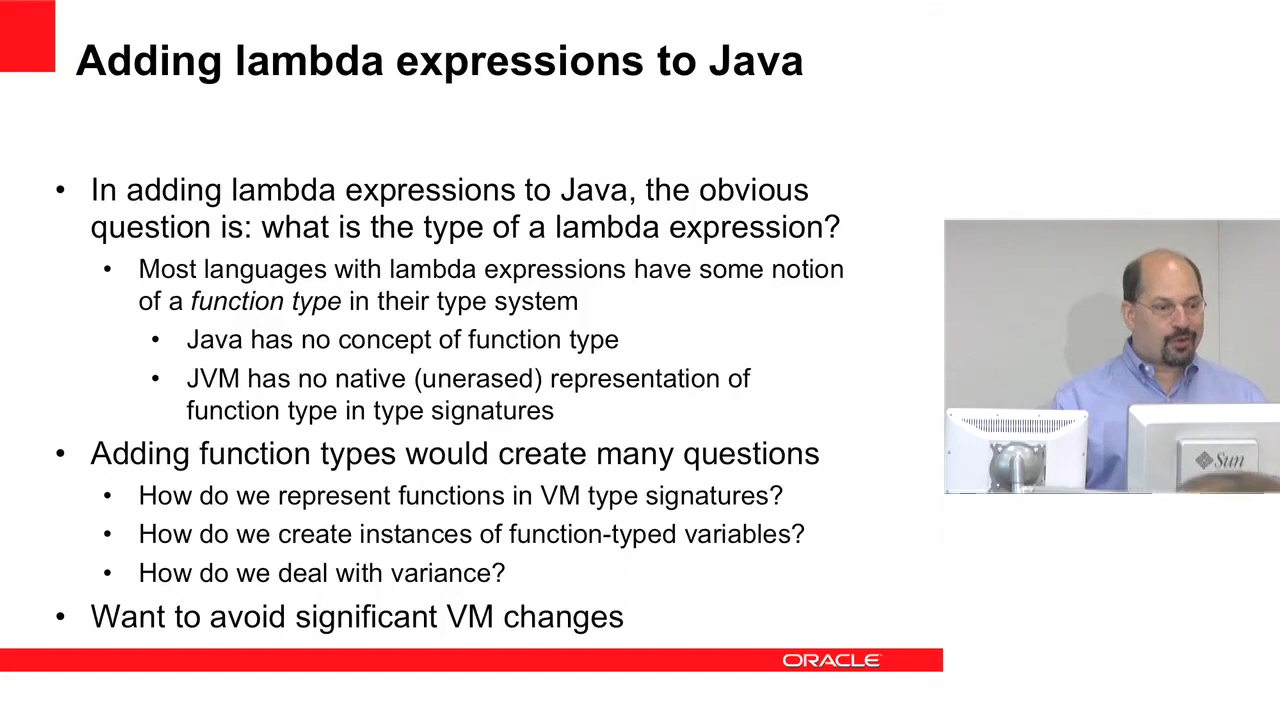 Adding lambda expressions to Java
• In adding lambda expressions to Java, the obvious
question is: what is the type of a lambda expression?
• Most languages with lambda expressions have some notion
of a function type in their type system
• Java has no concept of function type
• JVM has no native (unerased) representation of
function type in type signatures
• Adding function types would create many questions
• How do we represent functions in VM type signatures?
• How do we create instances of function-typed variables?
• How do we deal with variance?
• Want to avoid significant VM changes
ORACLE
Sun